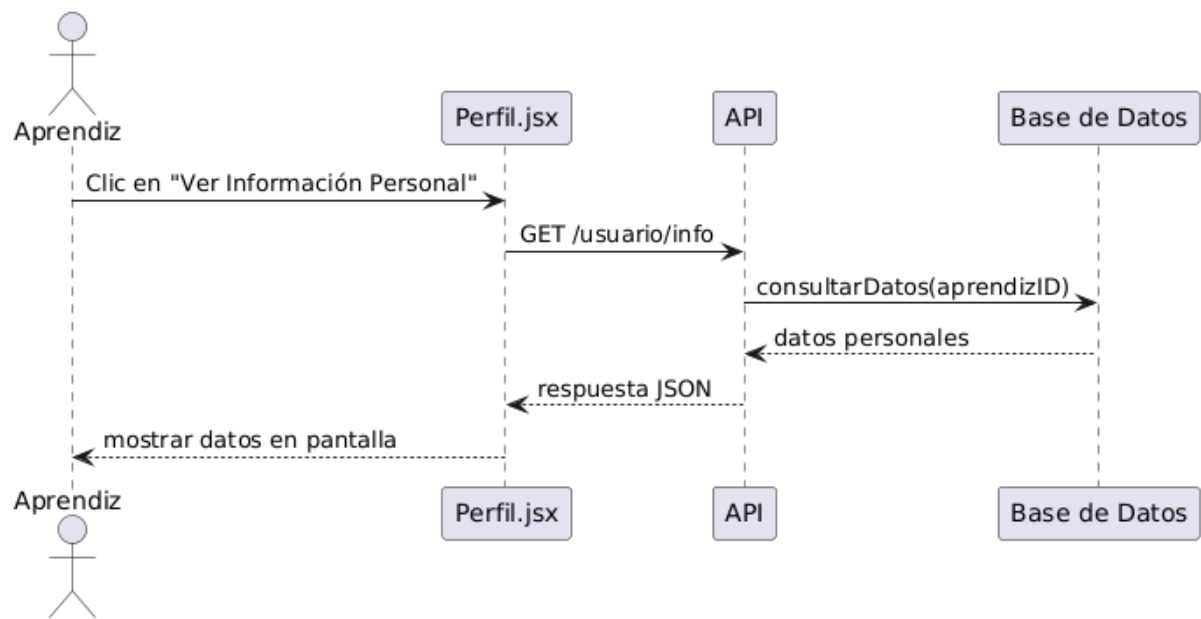 Aprendiz
Perfil.jsx
API
Base de Datos
Clic en "Ver Información Personal"
GET /usuario/info
consultarDatos(aprendizID)
datos personales
respuesta JSON
mostrar datos en pantalla
Aprendiz
Perfil.jsx
API
Base de Datos